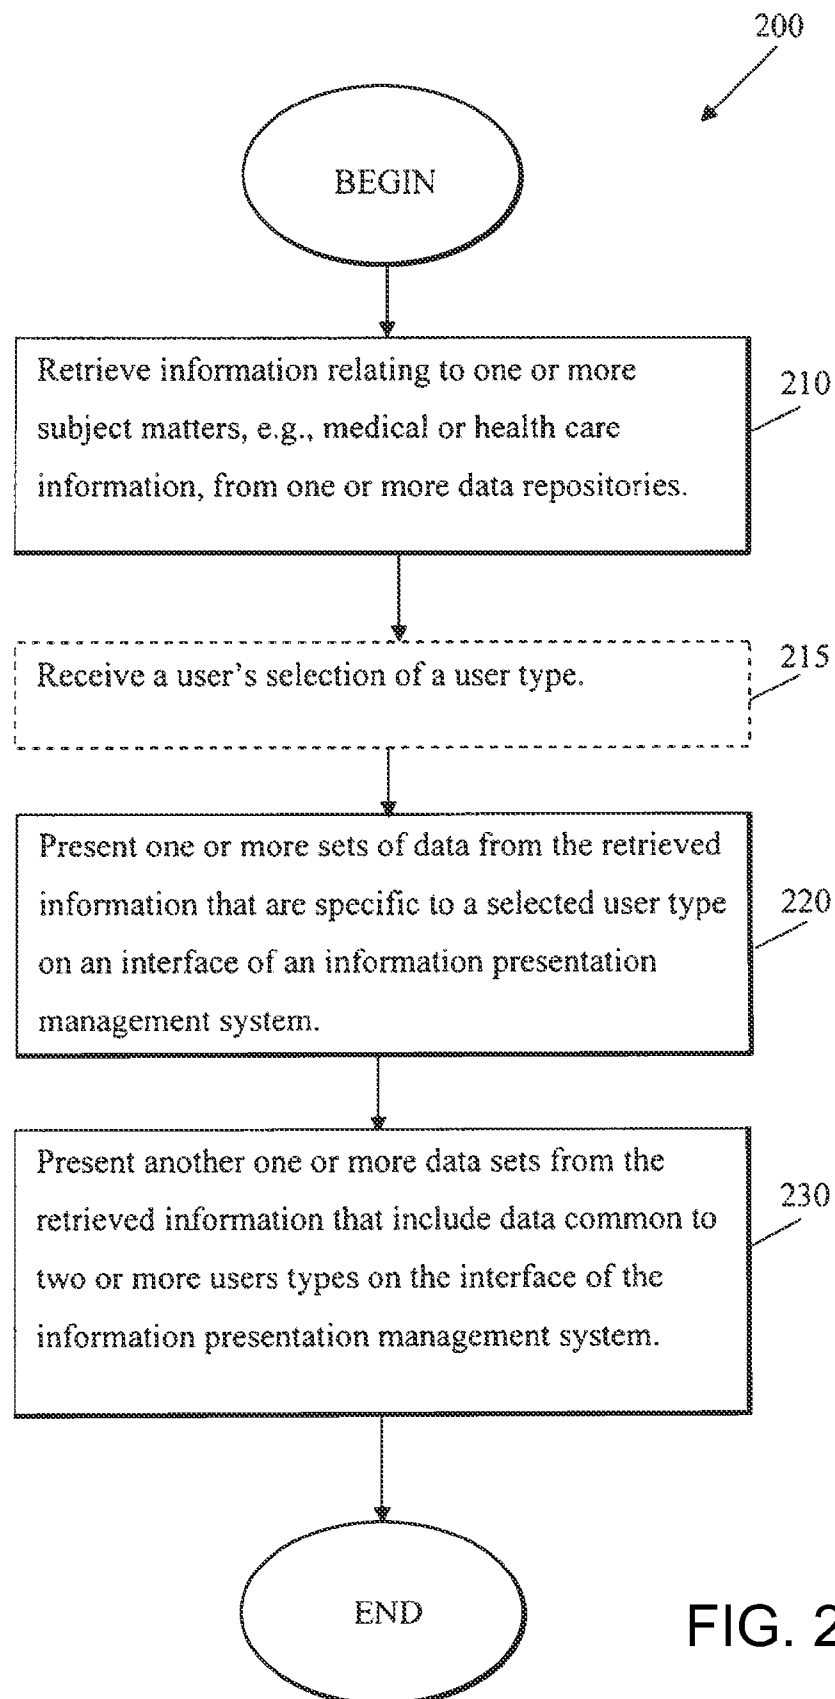 200
BEGIN
Retrieve information relating to one or more
subject matters, e.g., medical or health care
information, from one or more data repositories.
210
Receive a user's selection of a user type.
215
Present one or more sets of data from the retrieved
information that are specific to a selected user type
on an interface of an information presentation
management system.
220
Present another one or more data sets from the
retrieved information that include data common to
two or more users types on the interface of the
information presentation management system.
230
END
FIG. 2